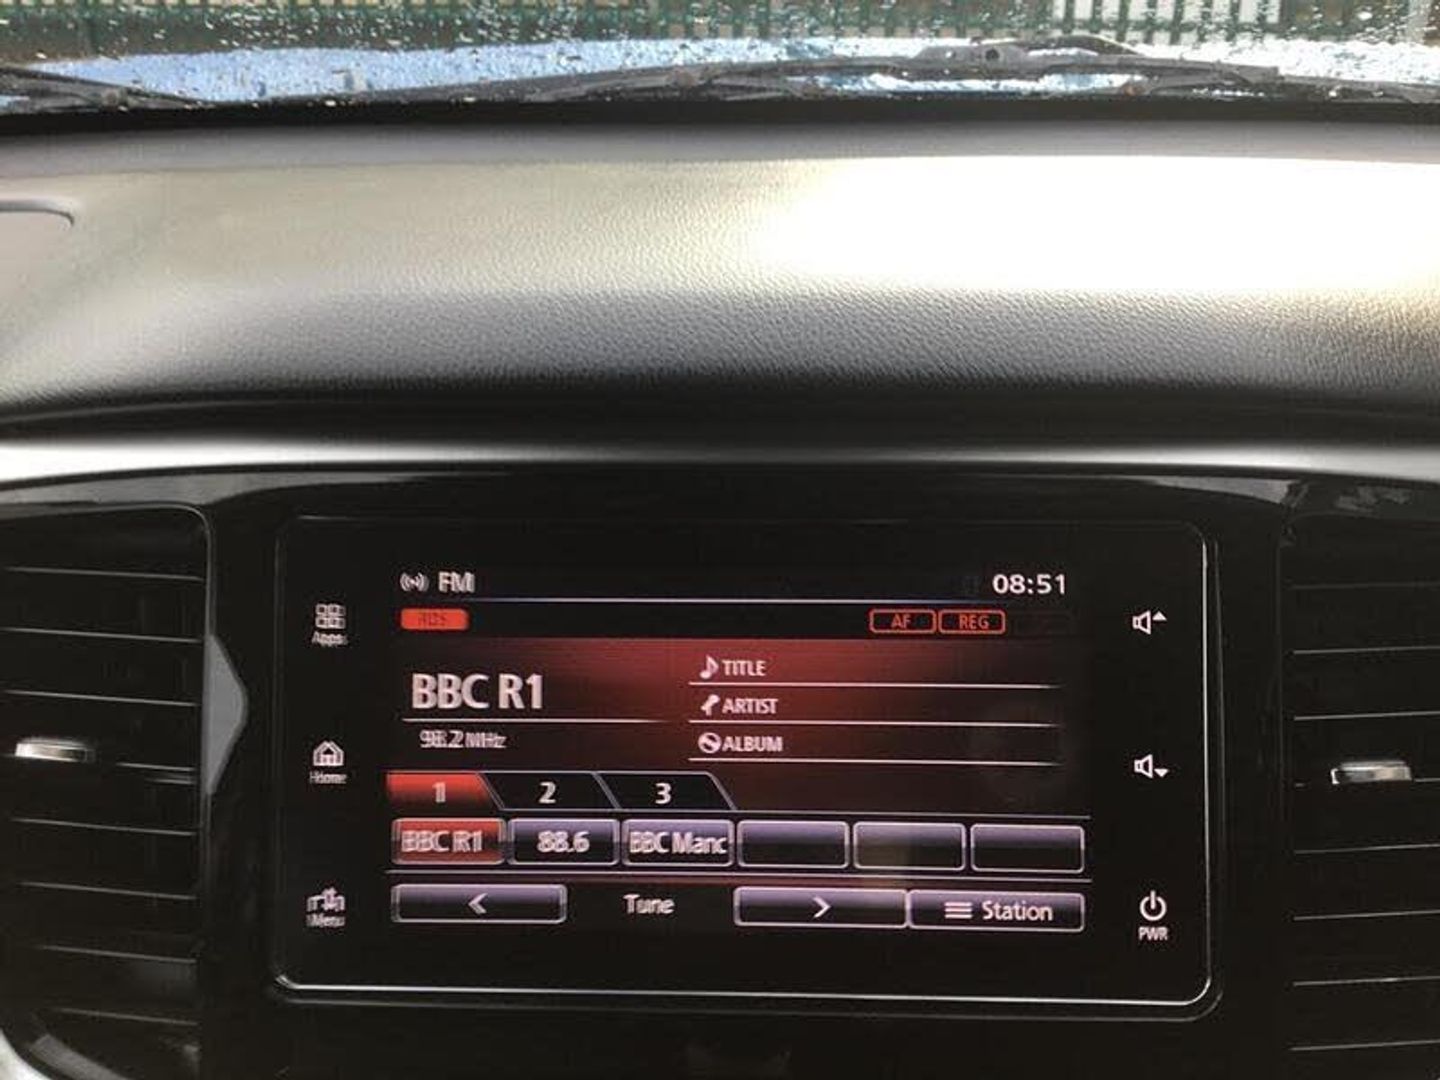 FM 08:51
RDS AF REG
Apps
BBC R1
TITLE
ARTIST
98.2 MHz
ALBUM
Home
1 2 3
BBC R1 88.6 BBC Manc
Tune Station
Menu
PWR